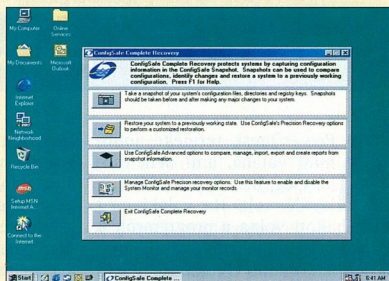 My Computer
Online
Services
My Documents
Microsoft
Outlook
Internet
Explorer
Network
Neighborhood
Recycle Bin
msn
Setup MSN
Internet A...
Connect to the
Internet
ConfigSafe Complete Recovery
ConfigSafe Complete Recovery protects systems by capturing configuration
information in the ConfigSafe Snapshot. Snapshots can be used to compare
configurations, identify changes and restore a system to a previously working
configuration. Press F1 for Help.
Take a snapshot of your system's configuration files, directories and registry keys. Snapshots
should be taken before and after making any major changes to your system.
Restore your system to a previously working state. Use ConfigSafe's Precision Recovery options
to perform a customized restoration.
Use ConfigSafe Advanced options to compare, manage, import, export and create reports from
snapshot information.
Manage ConfigSafe Precison recovery options. Use this feature to enable and disable the
System Monitor and manage your monitor records.
Exit ConfigSafe Complete Recovery
Start
ConfigSafe Complete ...
6:41 AM